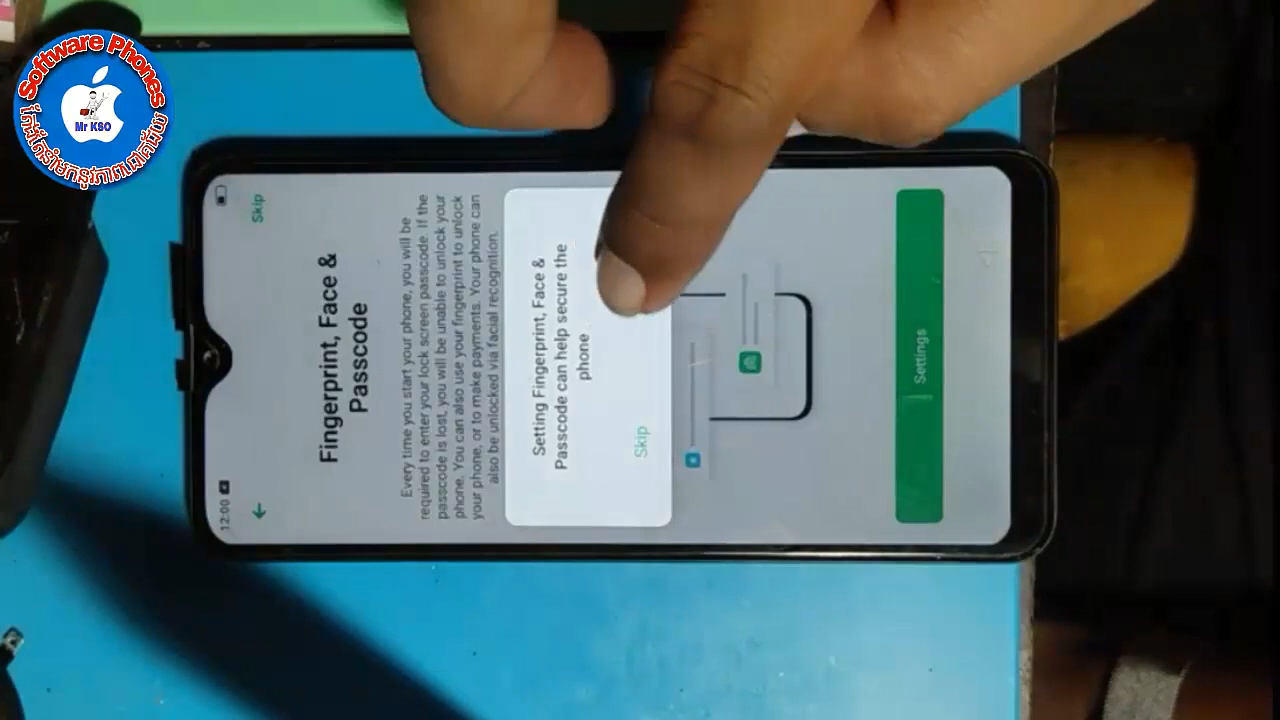 Software Phones
Mr KSO
12:00
Skip
Fingerprint, Face &
Passcode
Every time you start your phone, you will be
required to enter your lock screen passcode. If the
passcode is lost, you will be unable to unlock your
phone. You can also use your fingerprint to unlock
your phone, or to make payments. Your phone can
also be unlocked via facial recognition.
Setting Fingerprint, Face &
Passcode can help secure the
phone
Skip
Settings